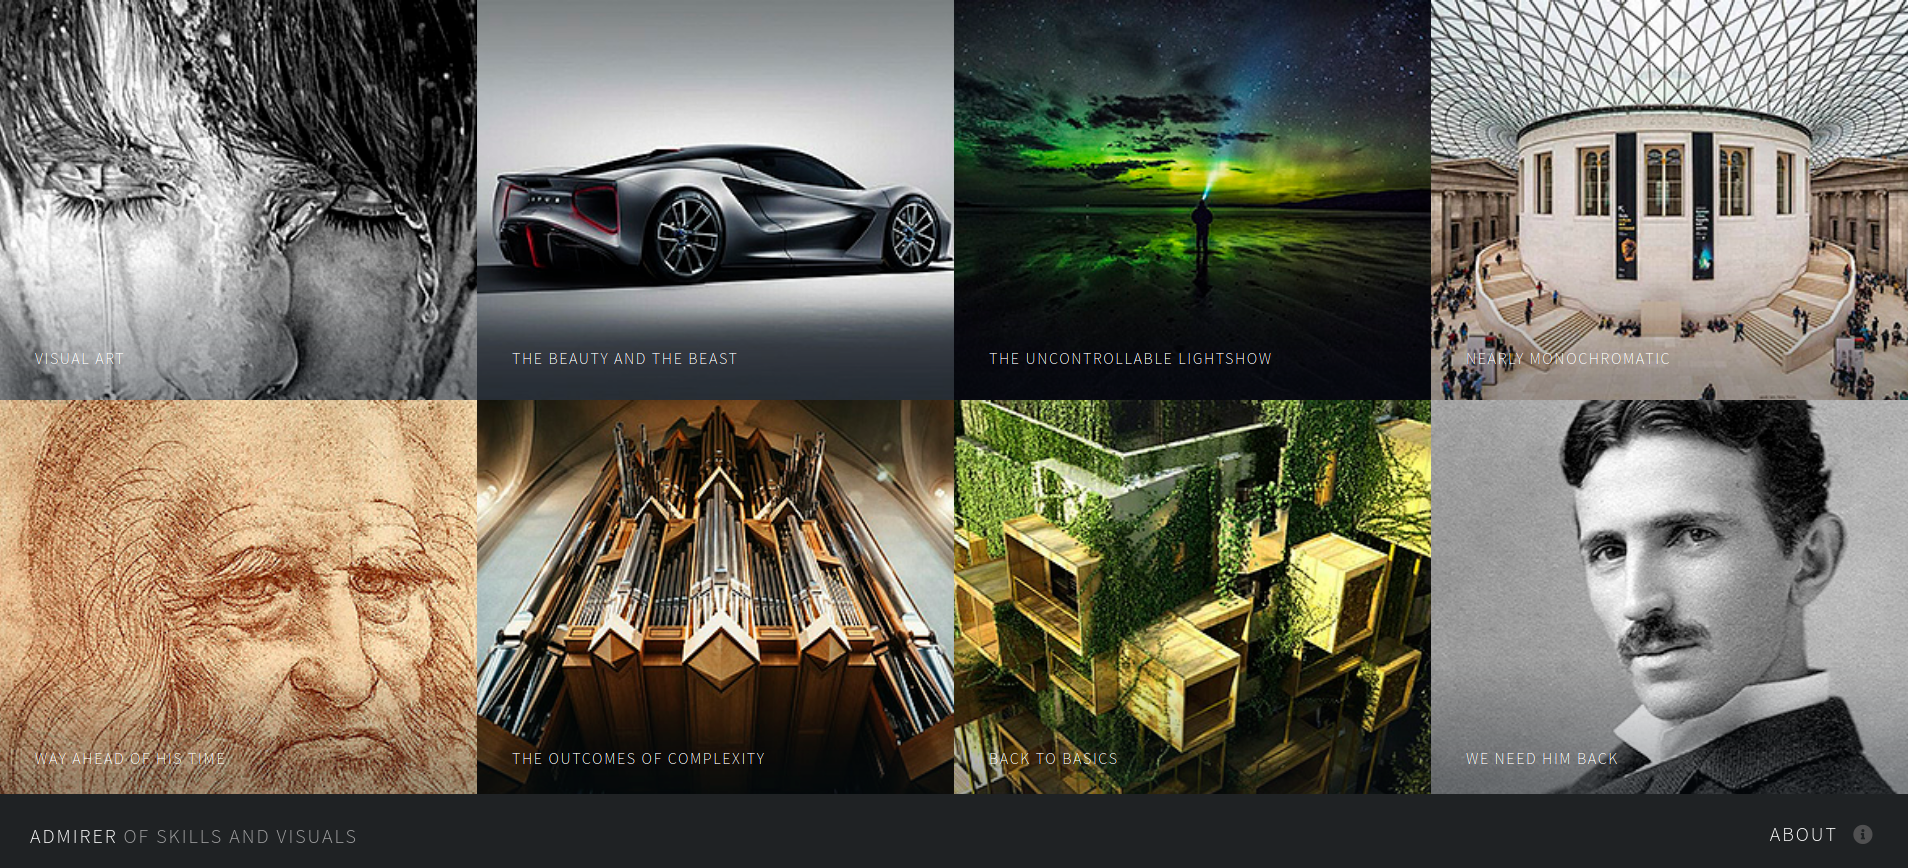 VISUAL ART
THE BEAUTY AND THE BEAST
THE UNCONTROLLABLE LIGHTSHOW
NEARLY MONOCHROMATIC
WAY AHEAD OF HIS TIME
THE OUTCOMES OF COMPLEXITY
BACK TO BASICS
WE NEED HIM BACK
ADMIRER OF SKILLS AND VISUALS
ABOUT